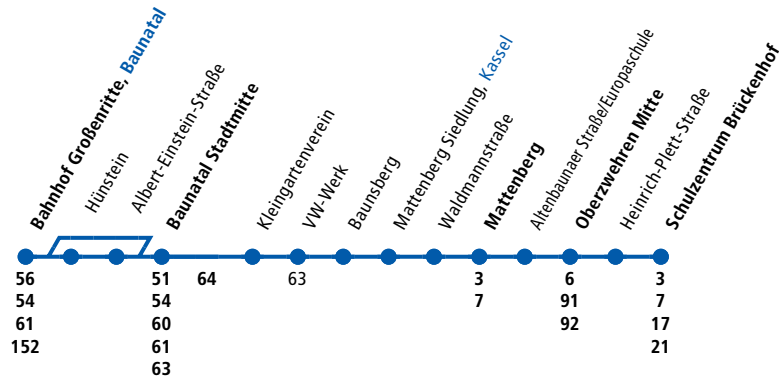 Bahnhof Großenritte, Baunatal
Hünstein
Albert-Einstein-Straße
Baunatal Stadtmitte
Kleingartenverein
VW-Werk
Baunsberg
Mattenberg Siedlung, Kassel
Waldmannstraße
Mattenberg
Altenbaunaer Straße/Europaschule
Oberzwehren Mitte
Heinrich-Plett-Straße
Schulzentrum Brückenhof
56 51 64 63 3 6 3
54 54 7 91 7
61 60 92 17
152 61 21
63